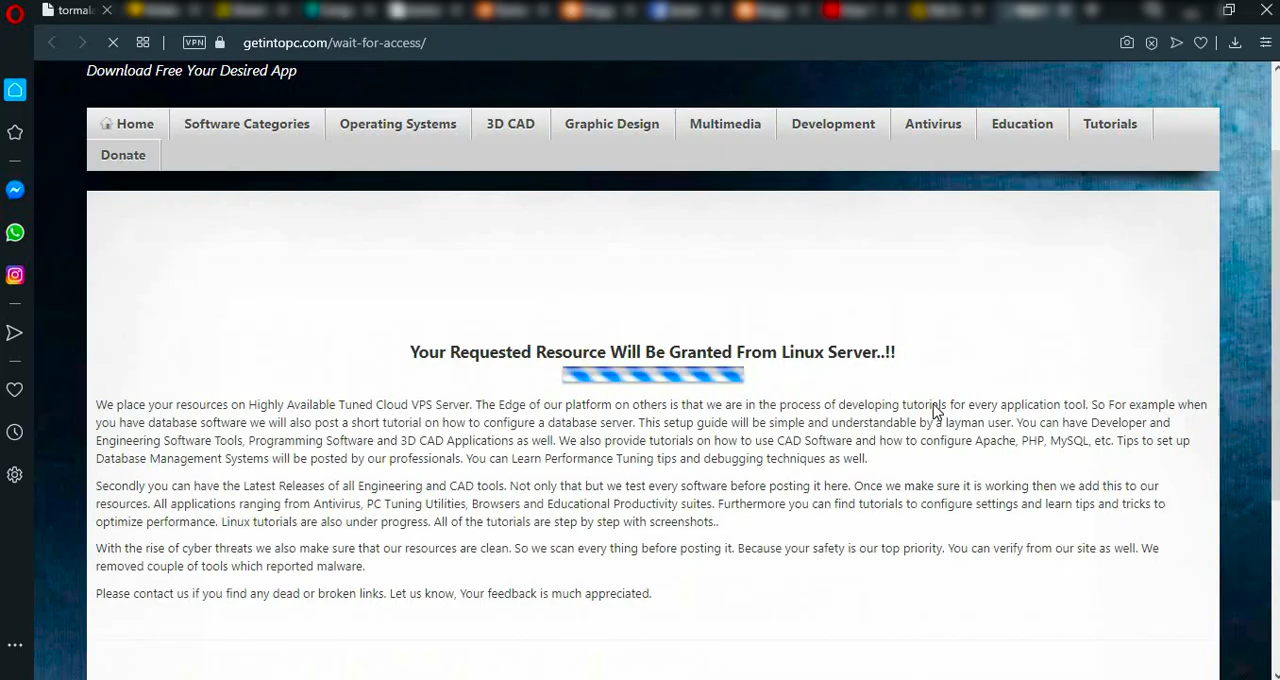 tormala
VPN
getintopc.com/wait-for-access/
Download Free Your Desired App
Home Software Categories Operating Systems 3D CAD Graphic Design Multimedia Development Antivirus Education Tutorials
Donate
Your Requested Resource Will Be Granted From Linux Server..!!
We place your resources on Highly Available Tuned Cloud VPS Server. The Edge of our platform on others is that we are in the process of developing tutorials for every application tool. So For example when
you have database software we will also post a short tutorial on how to configure a database server. This setup guide will be simple and understandable by a layman user. You can have Developer and
Engineering Software Tools, Programming Software and 3D CAD Applications as well. We also provide tutorials on how to use CAD Software and how to configure Apache, PHP, MySQL, etc. Tips to set up
Database Management Systems will be posted by our professionals. You can Learn Performance Tuning tips and debugging techniques as well.
Secondly you can have the Latest Releases of all Engineering and CAD tools. Not only that but we test every software before posting it here. Once we make sure it is working then we add this to our
resources. All applications ranging from Antivirus, PC Tuning Utilities, Browsers and Educational Productivity suites. Furthermore you can find tutorials to configure settings and learn tips and tricks to
optimize performance. Linux tutorials are also under progress. All of the tutorials are step by step with screenshots..
With the rise of cyber threats we also make sure that our resources are clean. So we scan every thing before posting it. Because your safety is our top priority. You can verify from our site as well. We
removed couple of tools which reported malware.
Please contact us if you find any dead or broken links. Let us know, Your feedback is much appreciated.